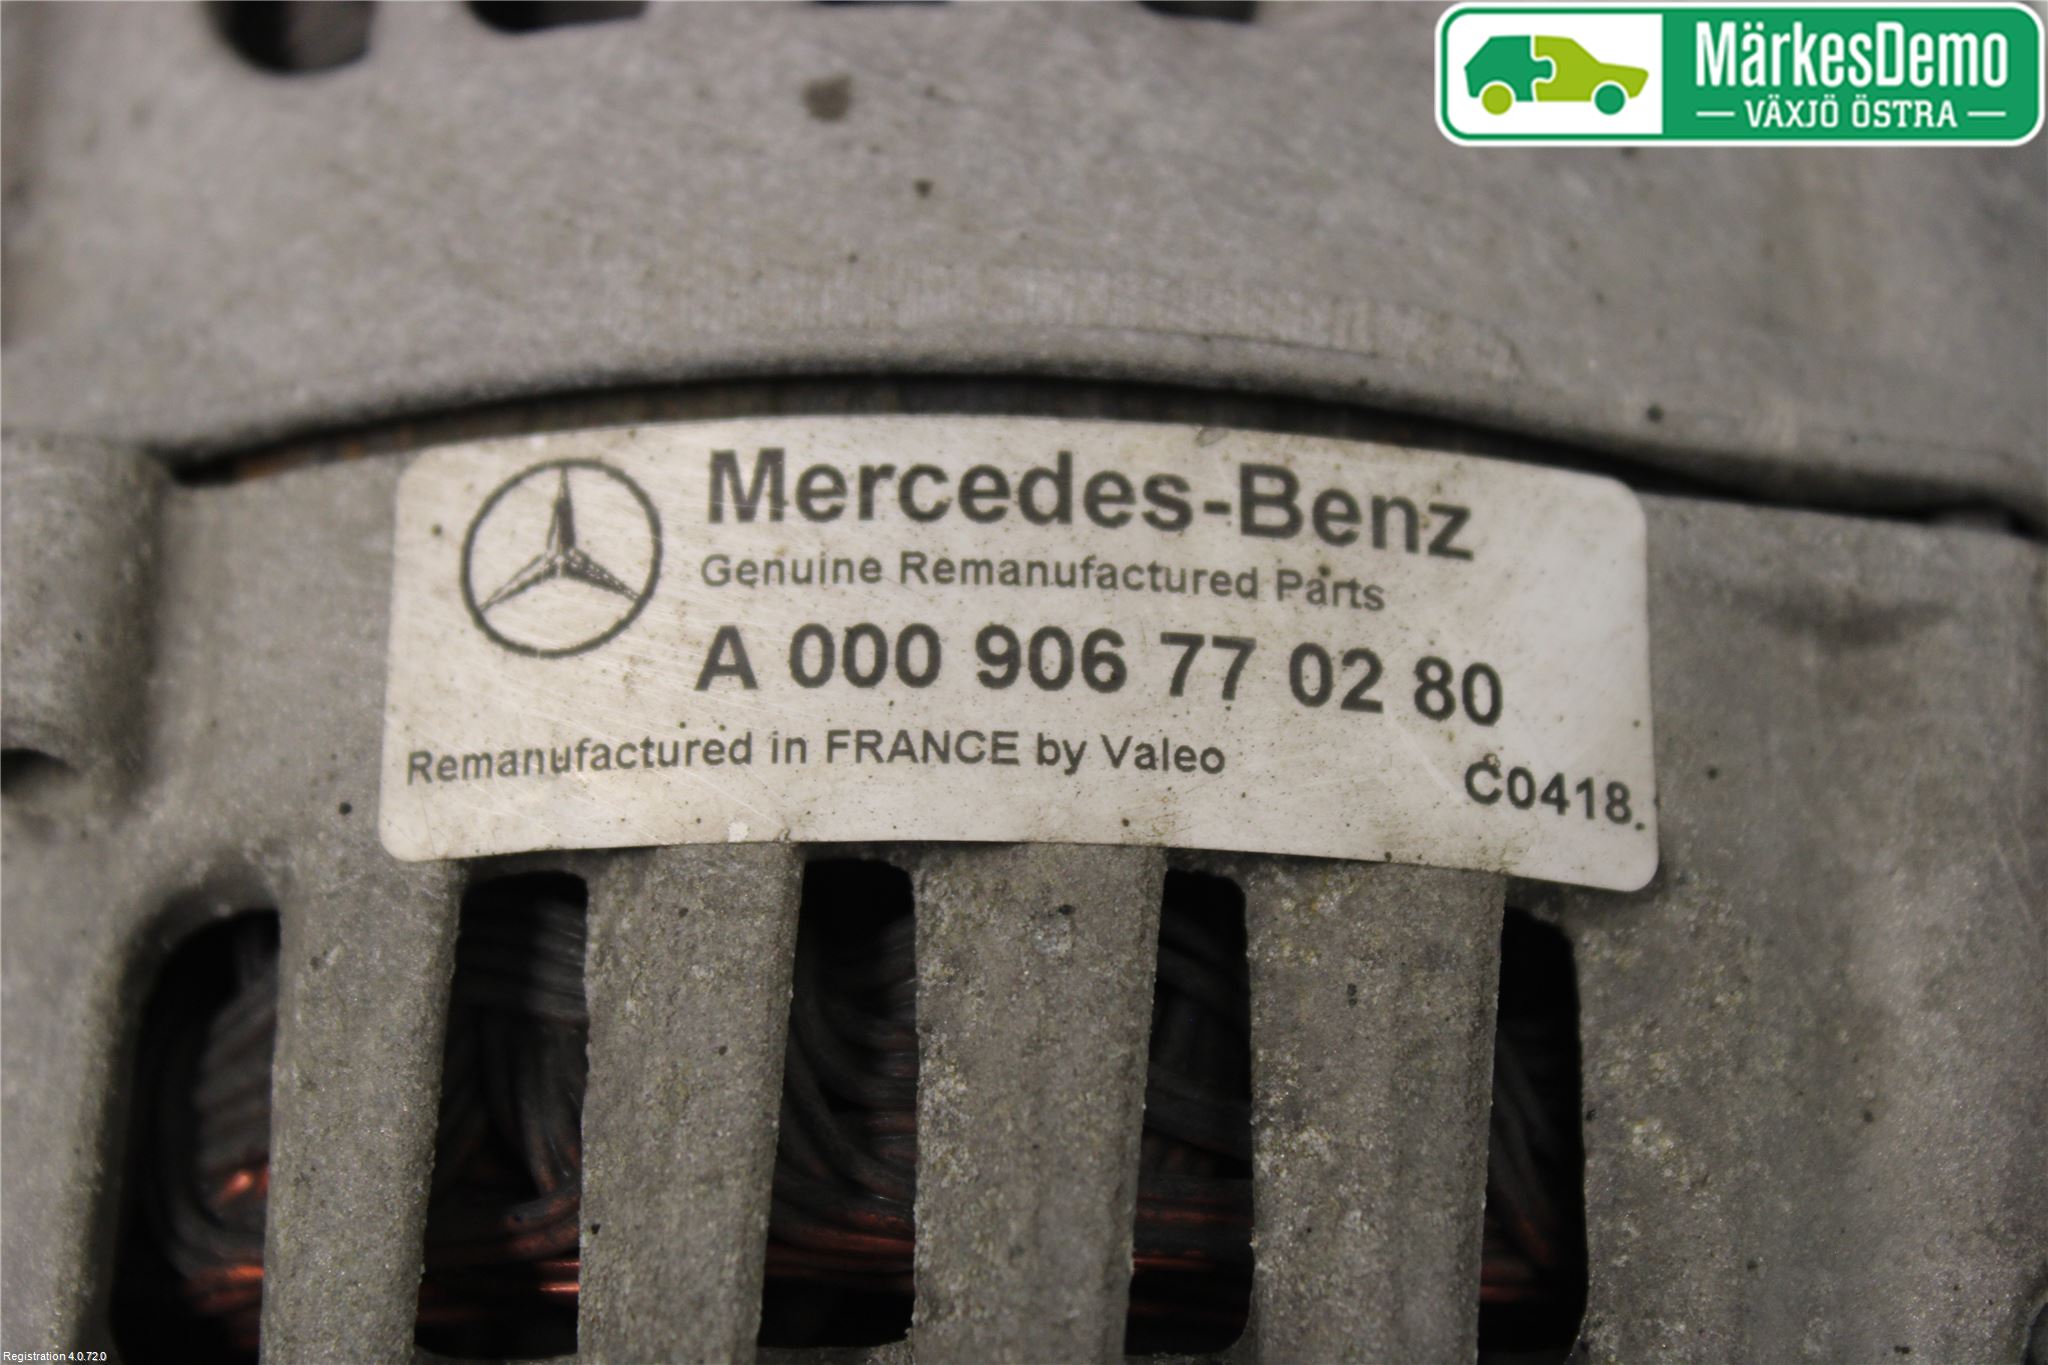 MärkesDemo
— VÄXJÖ ÖSTRA —
Mercedes-Benz
Genuine Remanufactured Parts
A 000 906 77 02 80
Remanufactured in FRANCE by Valeo
C0418.
Registration 4.0.72.0